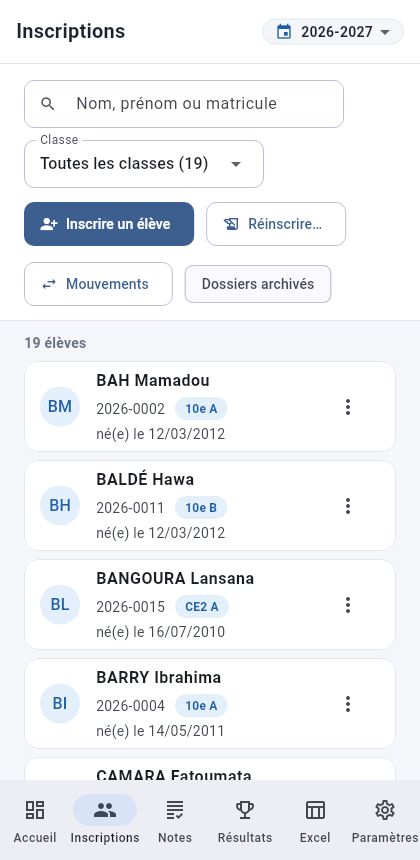 Inscriptions
2026-2027
Nom, prénom ou matricule
Classe
Toutes les classes (19)
Inscrire un élève
Réinscrire…
Mouvements
Dossiers archivés
19 élèves
BM
BAH Mamadou
2026-0002 10e A
né(e) le 12/03/2012
BH
BALDÉ Hawa
2026-0011 10e B
né(e) le 12/03/2012
BL
BANGOURA Lansana
2026-0015 CE2 A
né(e) le 16/07/2010
BI
BARRY Ibrahima
2026-0004 10e A
né(e) le 14/05/2011
CAMARA Fatoumata
Accueil
Inscriptions
Notes
Résultats
Excel
Paramètres